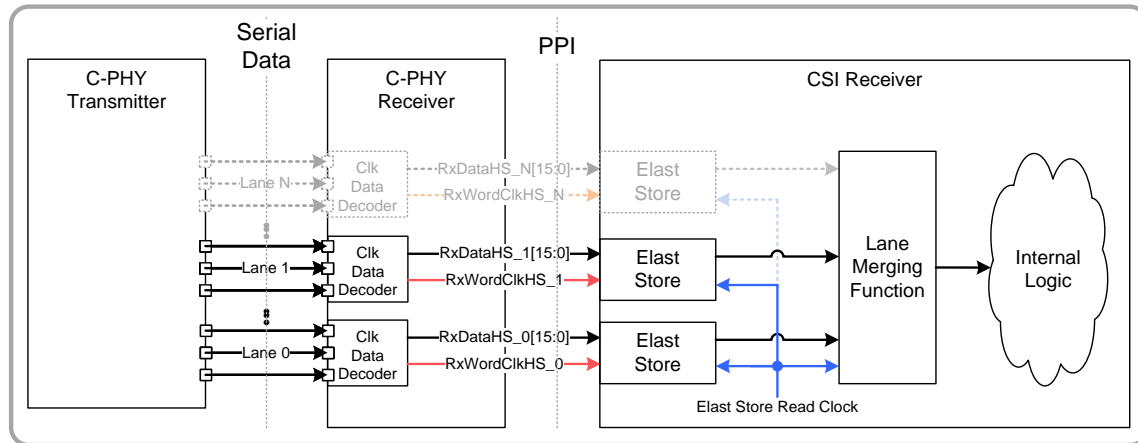 Serial
Data
PPI
C-PHY
Transmitter
C-PHY
Receiver
CSI Receiver
Lane N
Clk
Data
Decoder
RxDataHS_N[15:0]
RxWordClkHS_N
Elast
Store
Lane 1
Clk
Data
Decoder
RxDataHS_1[15:0]
RxWordClkHS_1
Elast
Store
Lane 0
Clk
Data
Decoder
RxDataHS_0[15:0]
RxWordClkHS_0
Elast
Store
Lane
Merging
Function
Internal
Logic
Elast Store Read Clock